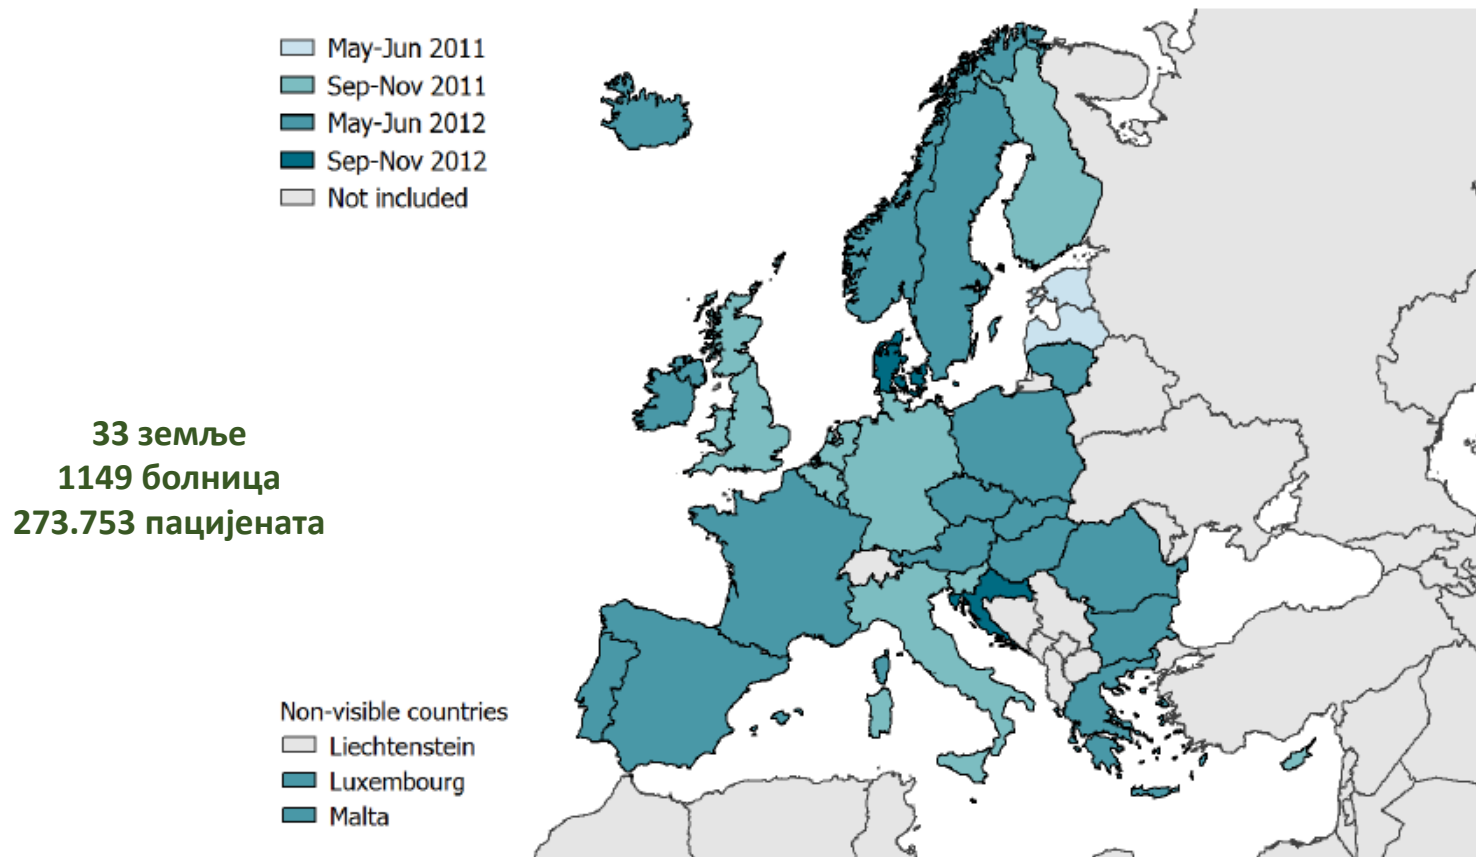 May-Jun 2011
Sep-Nov 2011
May-Jun 2012
Sep-Nov 2012
Not included
33 земље
1149 болница
273.753 пацијената
Non-visible countries
Liechtenstein
Luxembourg
Malta